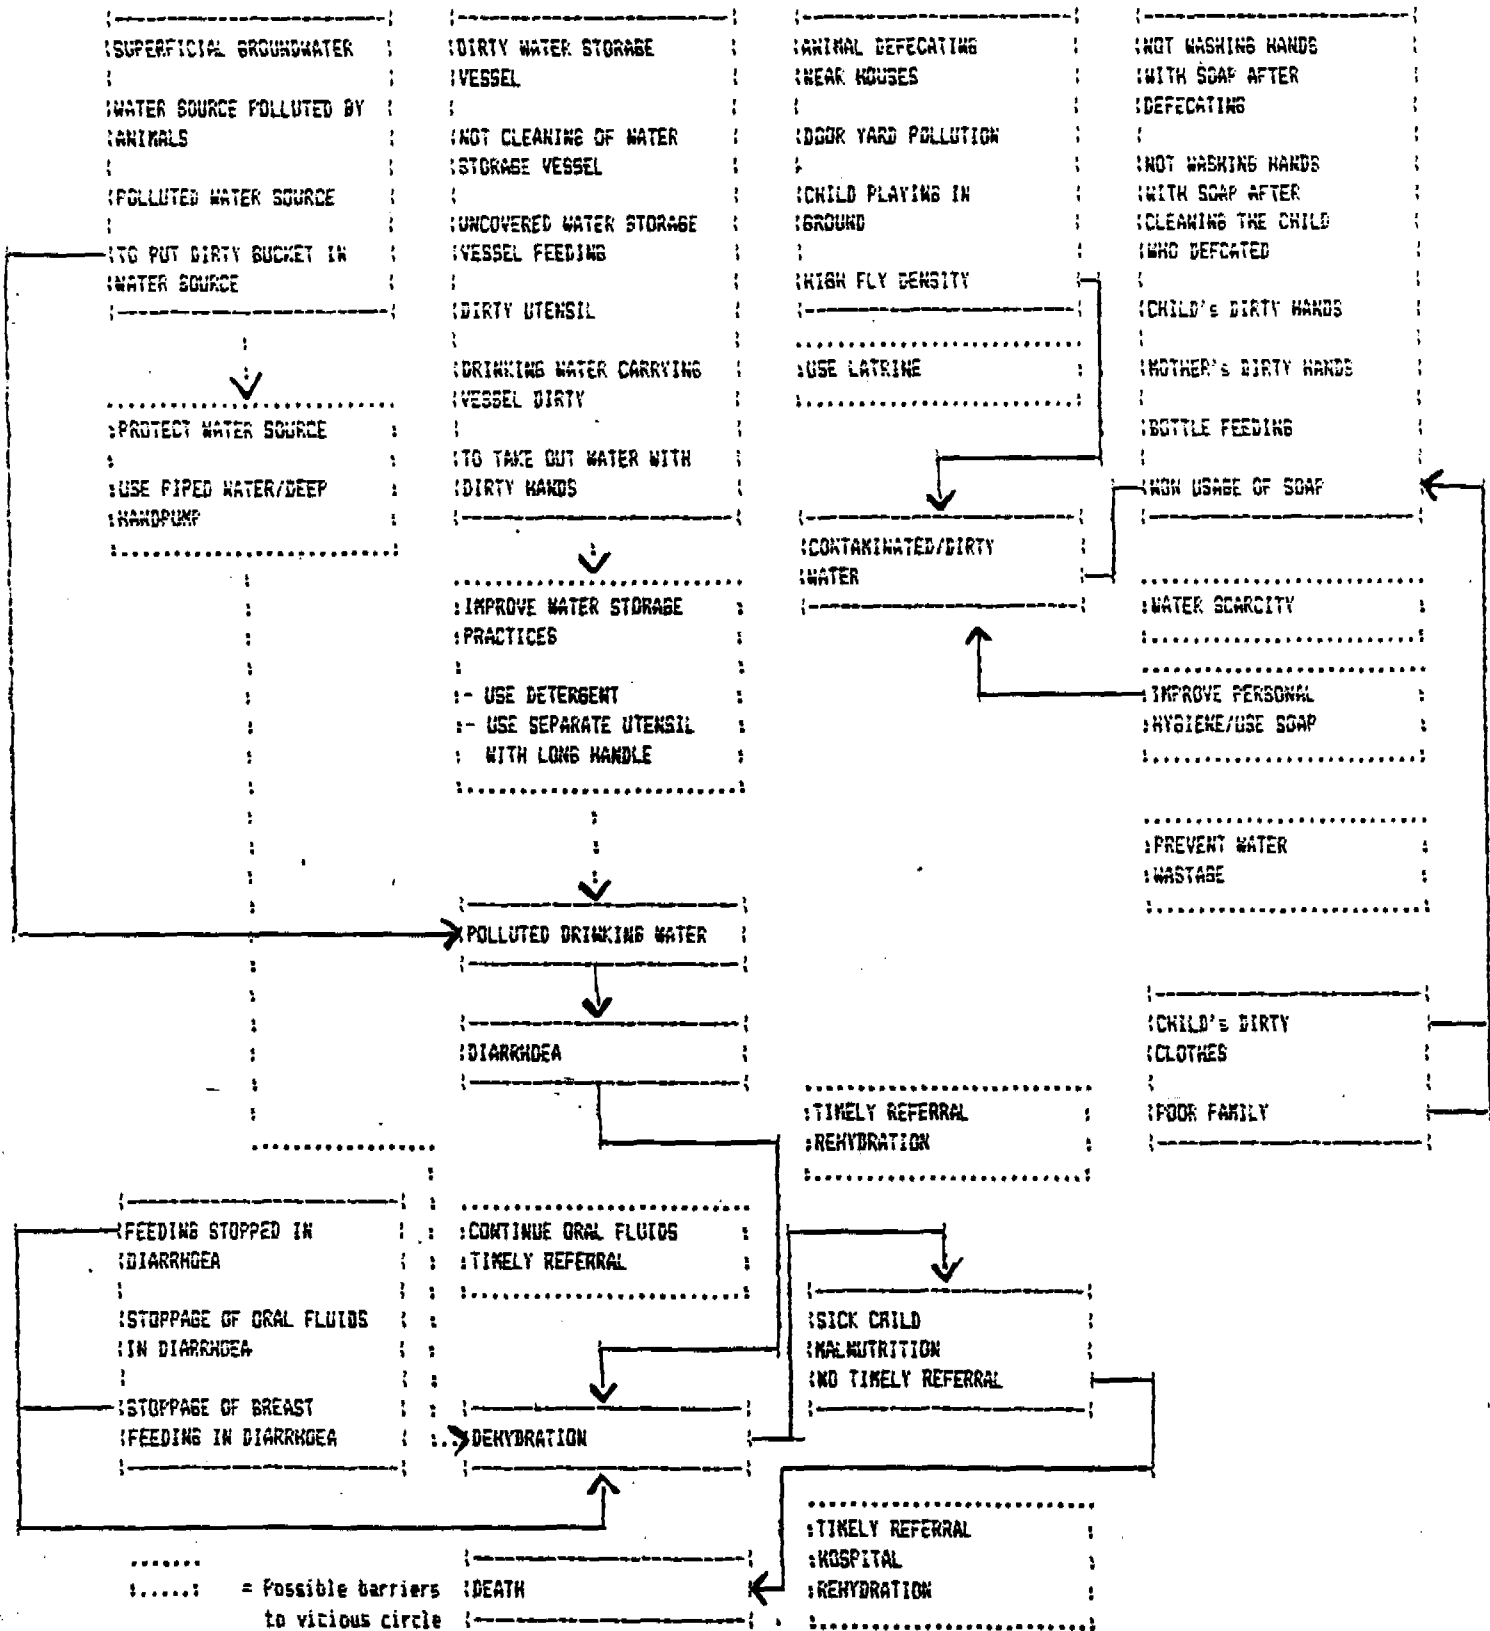 SUPERFICIAL GROUNDWATER
WATER SOURCE POLLUTED BY
ANIMALS
POLLUTED WATER SOURCE
TO PUT DIRTY BUCKET IN
WATER SOURCE
PROTECT WATER SOURCE
USE PIPED WATER/DEEP
HANDPUMP
DIRTY WATER STORAGE
VESSEL
NOT CLEANING OF WATER
STORAGE VESSEL
UNCOVERED WATER STORAGE
VESSEL FEEDING
DIRTY UTENSIL
DRINKING WATER CARRYING
VESSEL DIRTY
TO TAKE OUT WATER WITH
DIRTY HANDS
IMPROVE WATER STORAGE
PRACTICES
- USE DETERGENT
- USE SEPARATE UTENSIL
WITH LONG HANDLE
ANIMAL DEFECATING
NEAR HOUSES
DOOR YARD POLLUTION
CHILD PLAYING IN
GROUND
HIGH FLY DENSITY
USE LATRINE
CONTAMINATED/DIRTY
WATER
NOT WASHING HANDS
WITH SOAP AFTER
DEFECATING
NOT WASHING HANDS
WITH SOAP AFTER
CLEANING THE CHILD
WHO DEFCATED
CHILD's DIRTY HANDS
MOTHER's DIRTY HANDS
BOTTLE FEEDING
NON USAGE OF SOAP
WATER SCARCITY
IMPROVE PERSONAL
HYGIENE/USE SOAP
PREVENT WATER
WASTAGE
POLLUTED DRINKING WATER
DIARRHOEA
CHILD's DIRTY
CLOTHES
POOR FAMILY
TIMELY REFERRAL
REHYDRATION
FEEDING STOPPED IN
DIARRHOEA
STOPPAGE OF ORAL FLUIDS
IN DIARRHOEA
STOPPAGE OF BREAST
FEEDING IN DIARRHOEA
CONTINUE ORAL FLUIDS
TIMELY REFERRAL
DEHYDRATION
SICK CHILD
MALNUTRITION
NO TIMELY REFERRAL
TIMELY REFERRAL
HOSPITAL
REHYDRATION
DEATH
= Possible barriers
to vicious circle